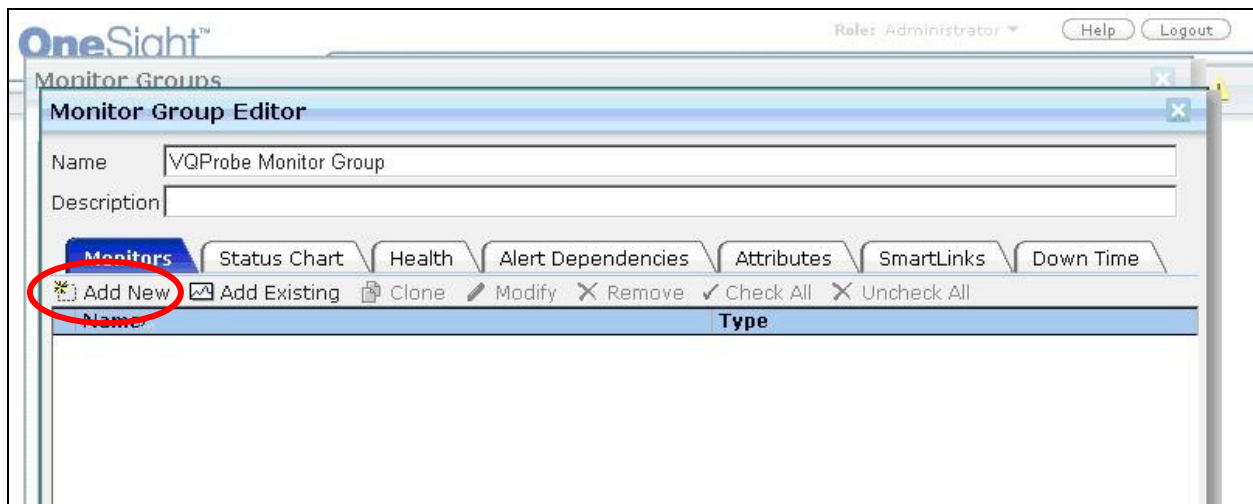 OneSight™ Role: Administrator Help Logout
Monitor Groups
Monitor Group Editor
Name VQProbe Monitor Group
Description
Monitors Status Chart Health Alert Dependencies Attributes SmartLinks Down Time
Add New Add Existing Clone Modify Remove Check All Uncheck All
Name Type